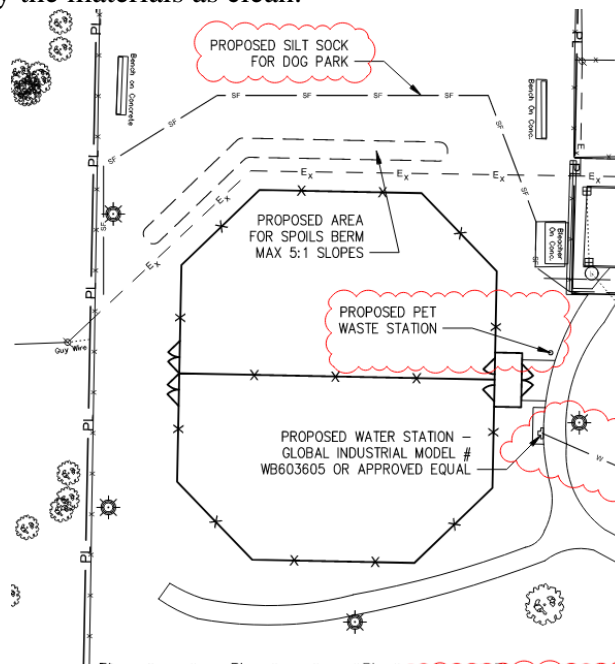 y the materials as clean.
PL
PROPOSED SILT SOCK
FOR DOG PARK
Bench on Concrete
Bench On Conc.
SF
SF
SF
SF
SF
SF
SF
SF
E
EX
EX
EX
EX
EX
PROPOSED AREA
FOR SPOILS BERM
MAX 5:1 SLOPES
Bleacher
On Conc.
SF
SF
PL
PROPOSED PET
WASTE STATION
Guy Wire
PL
PROPOSED WATER STATION –
GLOBAL INDUSTRIAL MODEL #
WB603605 OR APPROVED EQUAL
W
PL